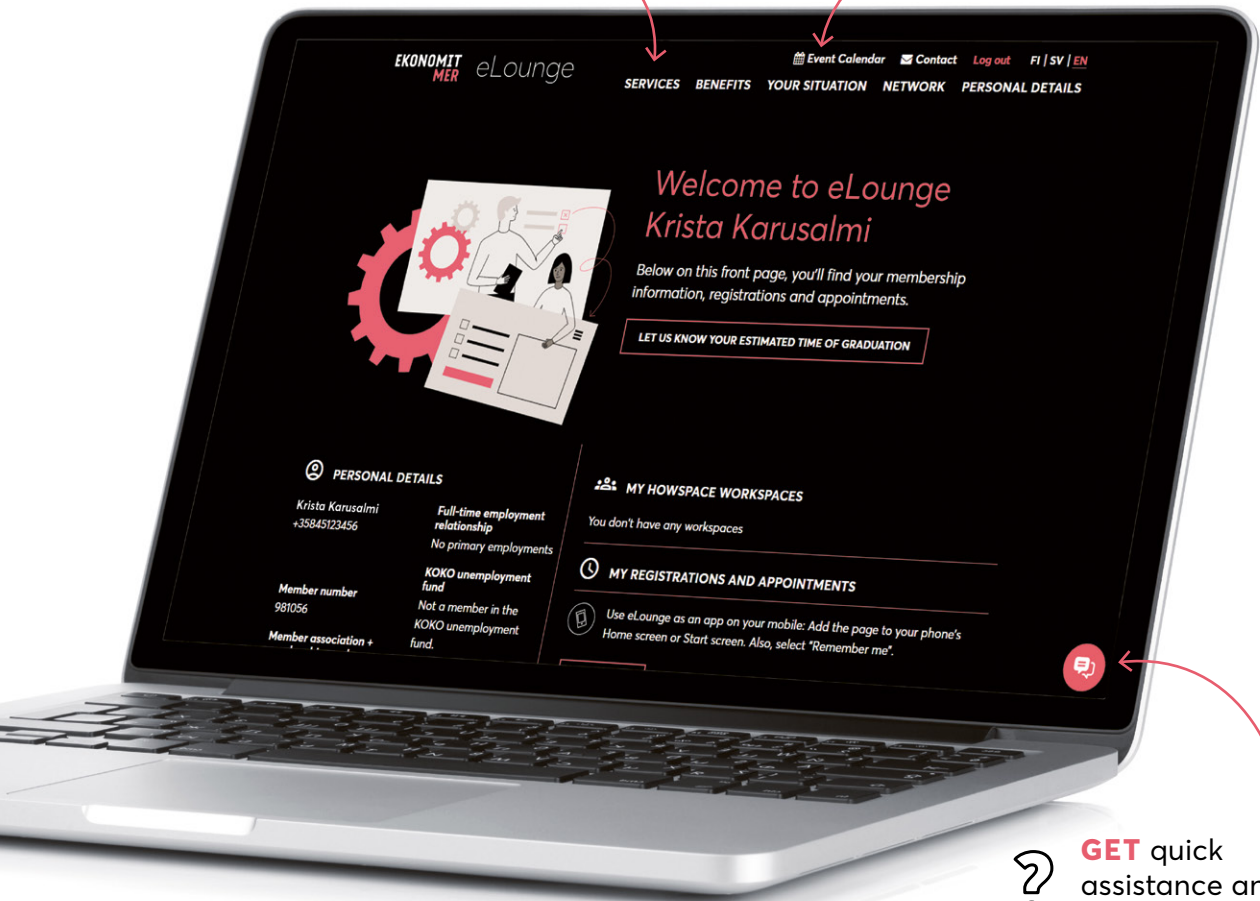 EKONOMIT
MER
eLounge
Event Calendar Contact Log out FI | SV | EN
SERVICES BENEFITS YOUR SITUATION NETWORK PERSONAL DETAILS
Welcome to eLounge
Krista Karusalmi
Below on this front page, you'll find your membership
information, registrations and appointments.
LET US KNOW YOUR ESTIMATED TIME OF GRADUATION
PERSONAL DETAILS
Krista Karusalmi
+35845123456
Member number
981056
Member association +
Full-time employment
relationship
No primary employments
KOKO unemployment
fund
Not a member in the
KOKO unemployment
fund.
MY HOWSPACE WORKSPACES
You don't have any workspaces
MY REGISTRATIONS AND APPOINTMENTS
Use eLounge as an app on your mobile: Add the page to your phone's
Home screen or Start screen. Also, select "Remember me".
GET quick
assistance